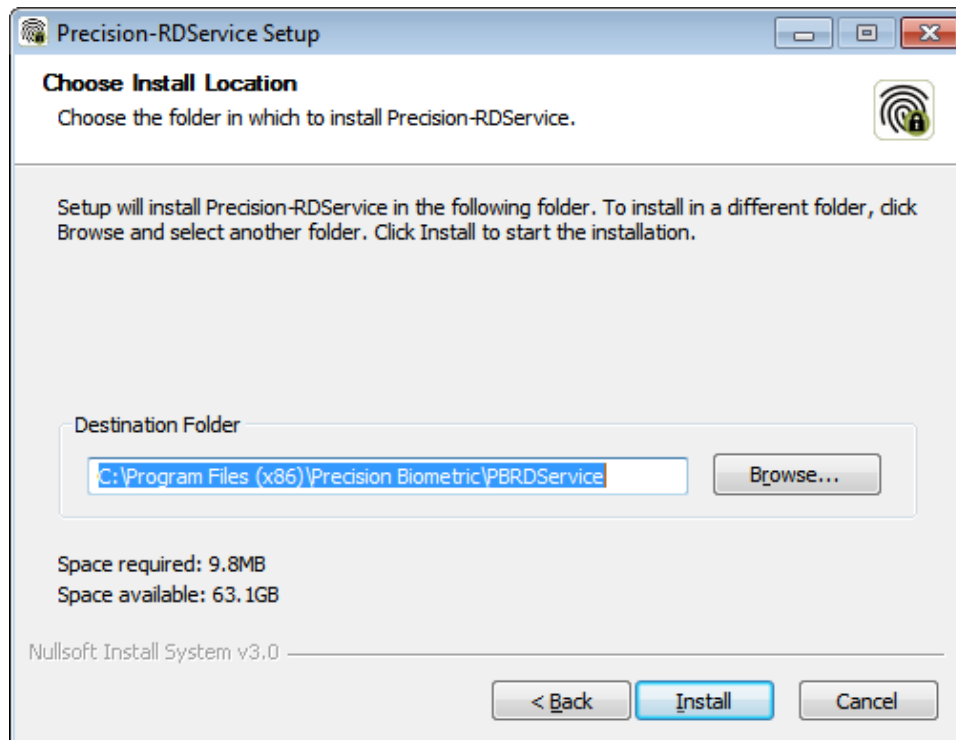 Precision-RDService Setup
Choose Install Location
Choose the folder in which to install Precision-RDService.
Setup will install Precision-RDService in the following folder. To install in a different folder, click
Browse and select another folder. Click Install to start the installation.
Destination Folder
C:\Program Files (x86)\Precision Biometric\PBRDService
Browse...
Space required: 9.8MB
Space available: 63.1GB
Nullsoft Install System v3.0
< Back
Install
Cancel